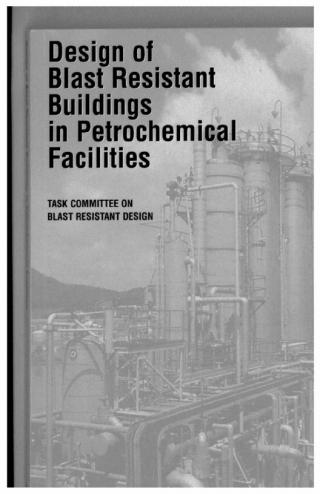 Design of
Blast Resistant
Buildings
in Petrochemical
Facilities
TASK COMMITTEE ON
BLAST RESISTANT DESIGN